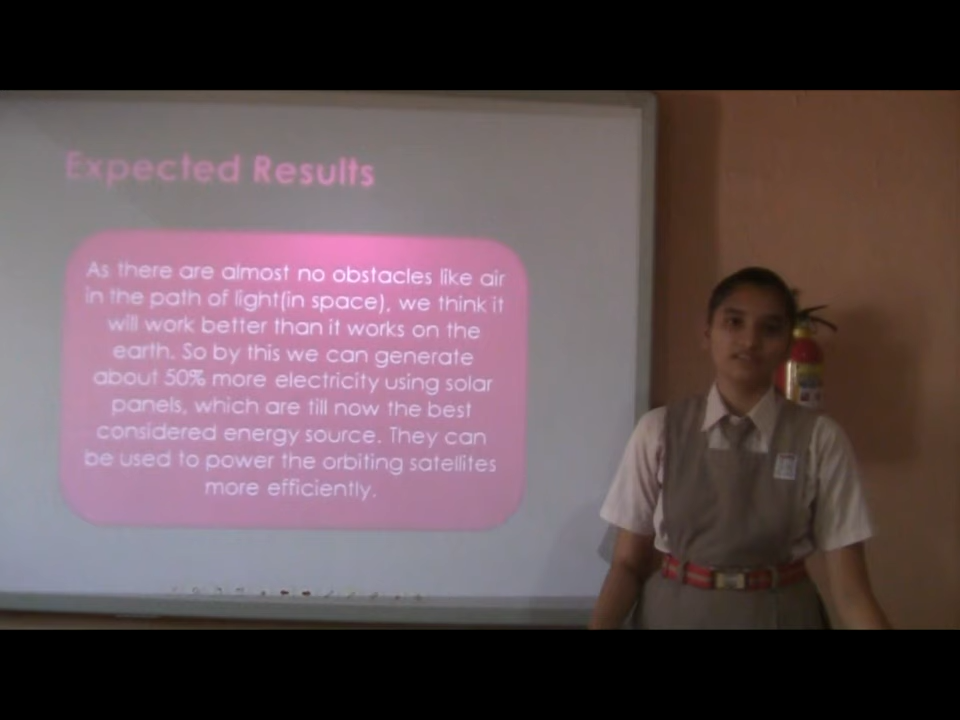 Expected Results
As there are almost no obstacles like air
in the path of light(in space), we think it
will work better than it works on the
earth. So by this we can generate
about 50% more electricity using solar
panels, which are till now the best
considered energy source. They can
be used to power the orbiting satellites
more efficiently.